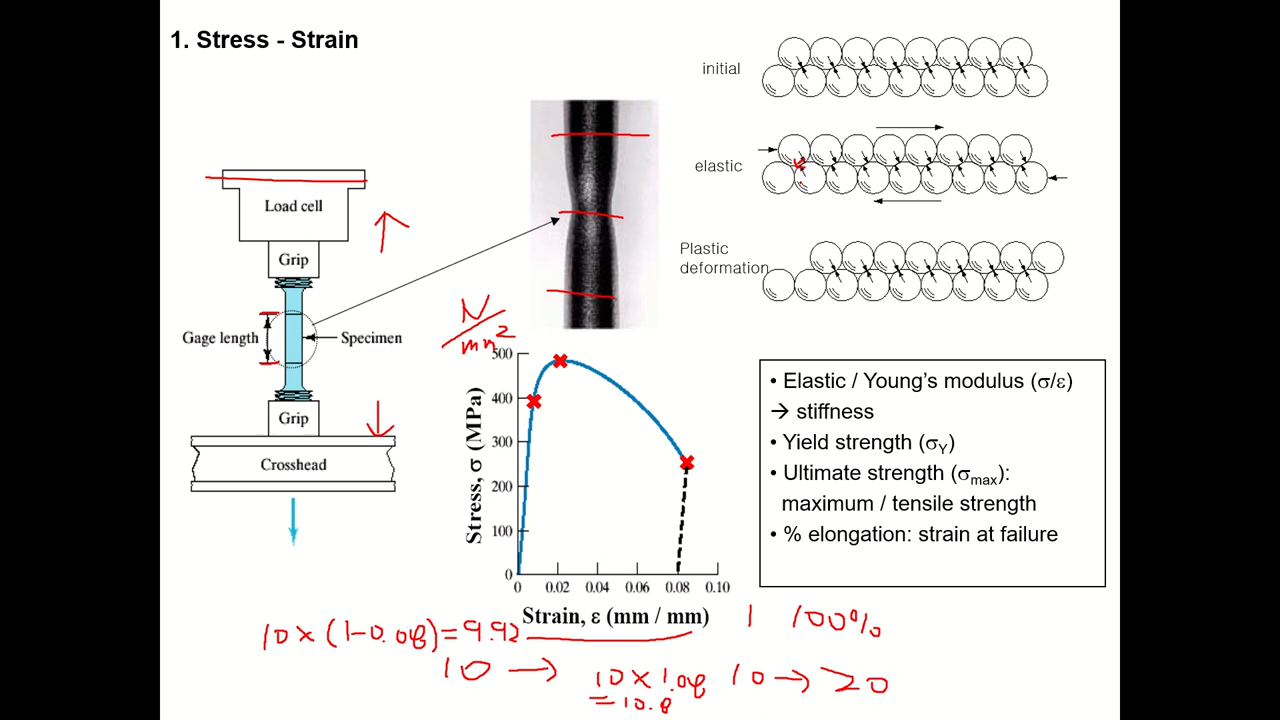 1. Stress - Strain
initial
elastic
Plastic
deformation
Load cell
Grip
Gage length
Specimen
Grip
Crosshead
N/mm²
Stress, σ (MPa)
500
400
300
200
100
0
0 0.02 0.04 0.06 0.08 0.10
Strain, ε (mm / mm)
• Elastic / Young's modulus (σ/ε)
→ stiffness
• Yield strength (σY)
• Ultimate strength (σmax):
maximum / tensile strength
• % elongation: strain at failure
10 × (1-0.08) = 9.92
1 100%
10 → 10 × 1.08
= 10.8
10 → 20